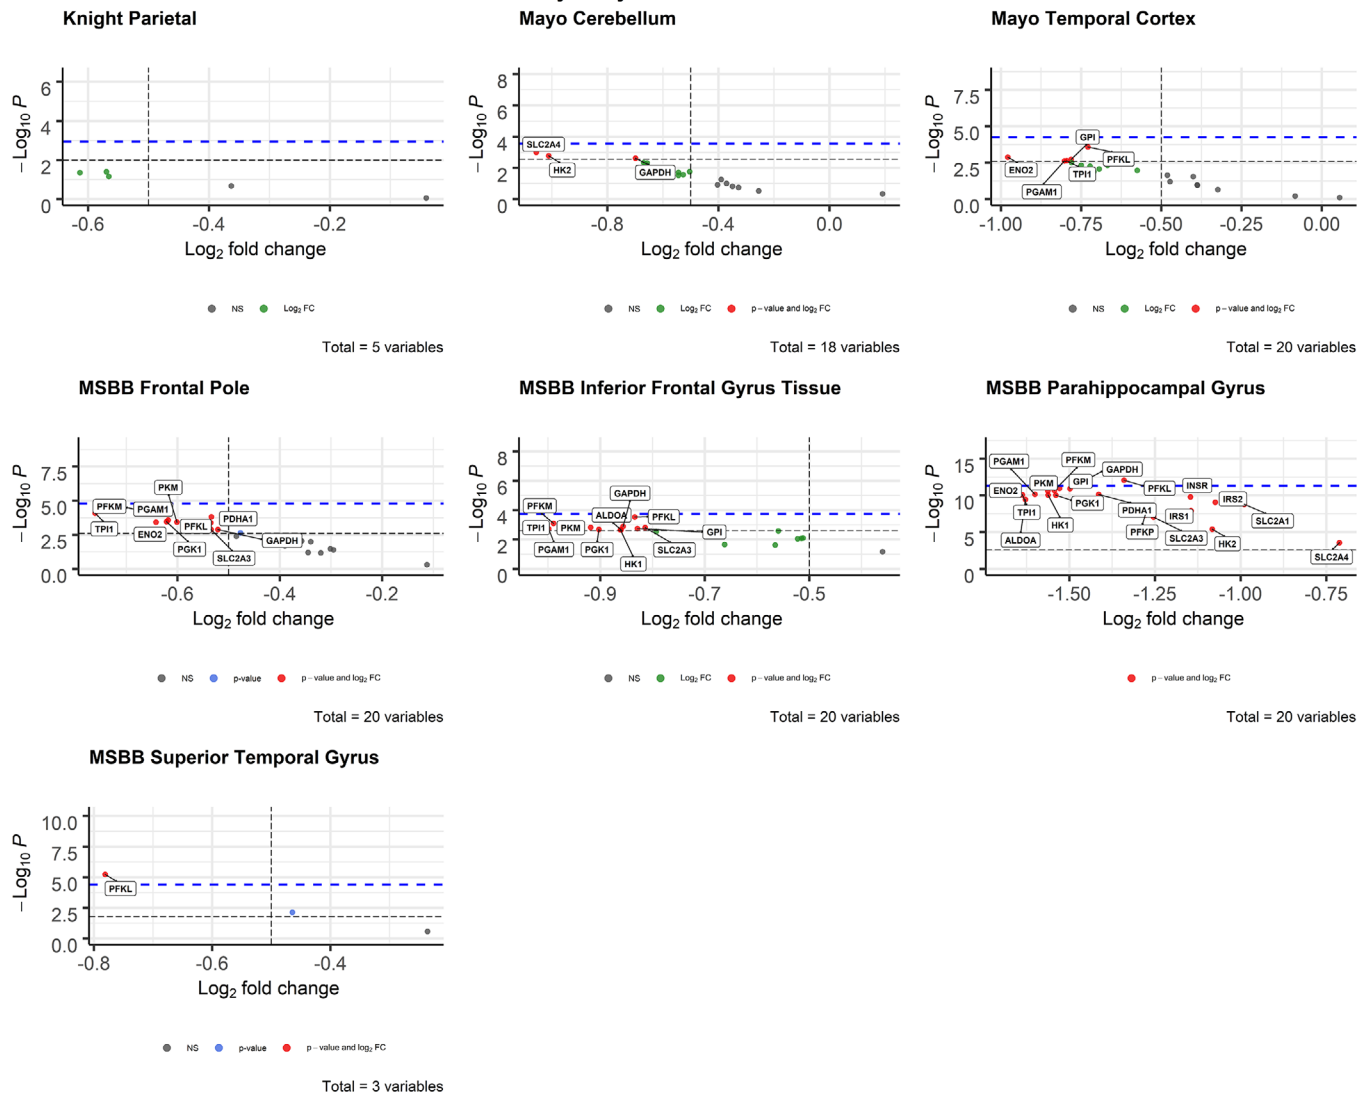 Knight Parietal
− Log10 P
6
4
2
0
-0.6
-0.4
-0.2
Log2 fold change
NS
Log2 FC
Total = 5 variables
Mayo Cerebellum
− Log10 P
8
6
4
2
0
SLC2A4
HK2
GAPDH
-0.8
-0.4
0.0
Log2 fold change
NS
Log2 FC
p − value and log2 FC
Total = 18 variables
Mayo Temporal Cortex
− Log10 P
7.5
5.0
2.5
0.0
GPI
PFKL
ENO2
TPI1
PGAM1
-1.00
-0.75
-0.50
-0.25
0.00
Log2 fold change
NS
Log2 FC
p − value and log2 FC
Total = 20 variables
MSBB Frontal Pole
− Log10 P
7.5
5.0
2.5
0.0
PKM
PFKM
PGAM1
PDHA1
TPI1
PFKL
ENO2
GAPDH
PGK1
SLC2A3
-0.6
-0.4
-0.2
Log2 fold change
NS
p-value
p − value and log2 FC
Total = 20 variables
MSBB Inferior Frontal Gyrus Tissue
− Log10 P
8
6
4
2
0
GAPDH
PFKM
ALDOA
PFKL
TPI1
PKM
GPI
PGAM1
PGK1
SLC2A3
HK1
-0.9
-0.7
-0.5
Log2 fold change
NS
Log2 FC
p − value and log2 FC
Total = 20 variables
MSBB Parahippocampal Gyrus
− Log10 P
15
10
5
0
PGAM1
PFKM
GAPDH
ENO2
PKM
GPI
PFKL
INSR
TPI1
PGK1
IRS2
HK1
PDHA1
IRS1
SLC2A1
ALDOA
PFKP
SLC2A3
HK2
SLC2A4
-1.50
-1.25
-1.00
-0.75
Log2 fold change
p − value and log2 FC
Total = 20 variables
MSBB Superior Temporal Gyrus
− Log10 P
10.0
7.5
5.0
2.5
0.0
PFKL
-0.8
-0.6
-0.4
Log2 fold change
NS
p-value
p − value and log2 FC
Total = 3 variables